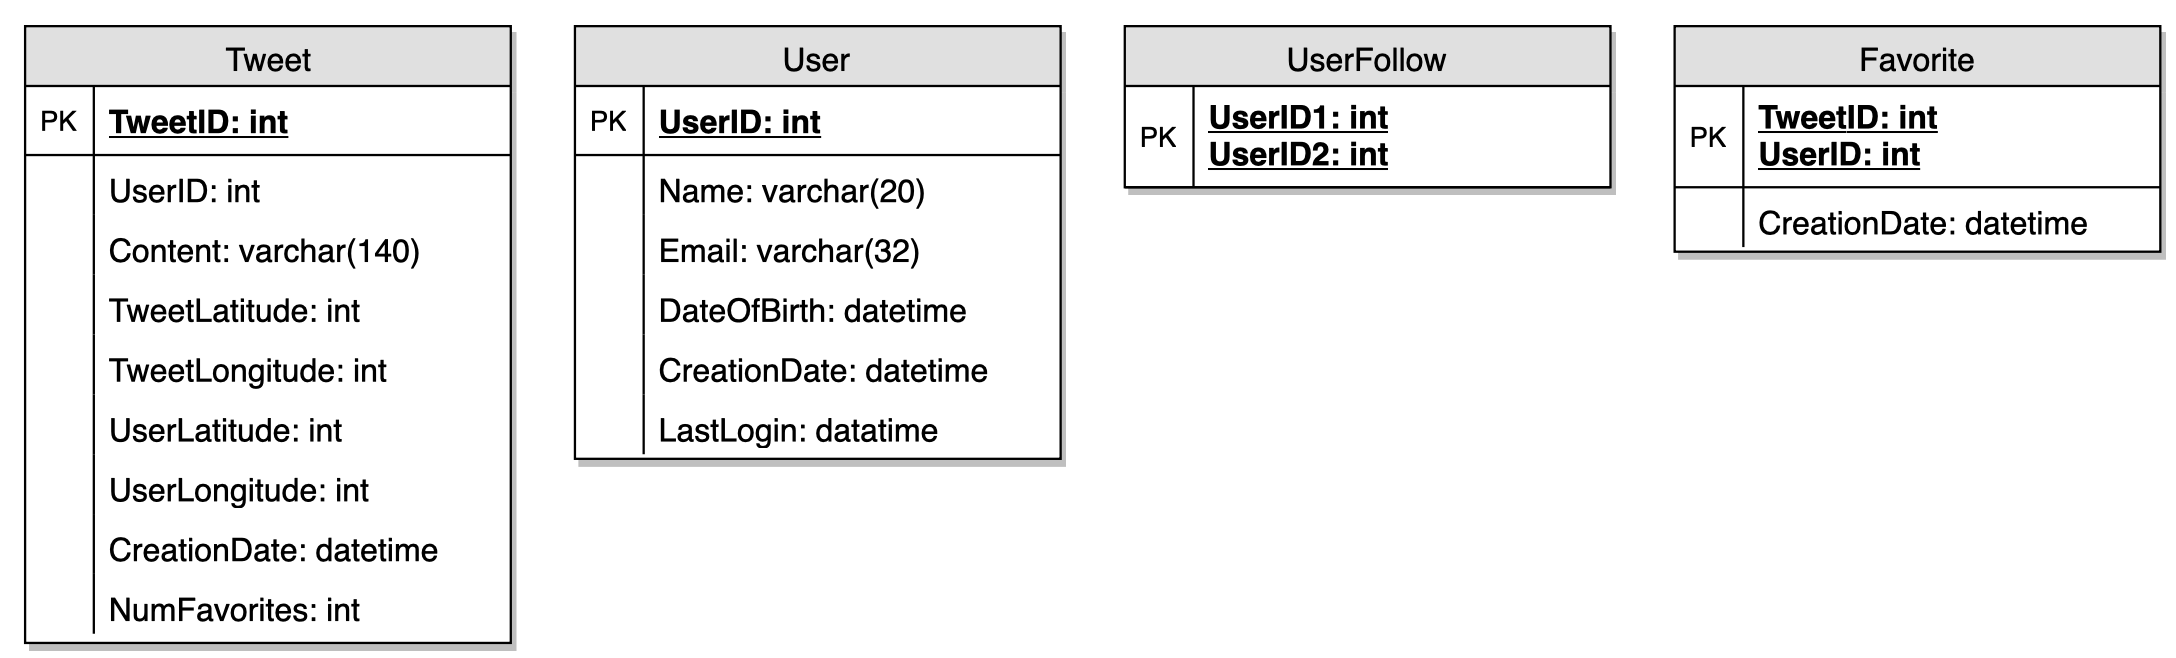 Tweet
PK
TweetID: int
UserID: int
Content: varchar(140)
TweetLatitude: int
TweetLongitude: int
UserLatitude: int
UserLongitude: int
CreationDate: datetime
NumFavorites: int
User
PK
UserID: int
Name: varchar(20)
Email: varchar(32)
DateOfBirth: datetime
CreationDate: datetime
LastLogin: datatime
UserFollow
PK
UserID1: int
UserID2: int
Favorite
PK
TweetID: int
UserID: int
CreationDate: datetime